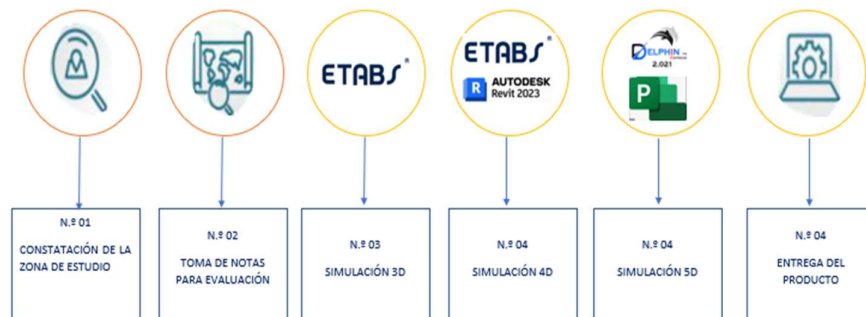 ETABS®
ETABS®
AUTODESK
R
Revit 2023
DELPHIN
2.021
P
N.º 01
CONSTATACIÓN DE LA
ZONA DE ESTUDIO
N.º 02
TOMA DE NOTAS
PARA EVALUACIÓN
N.º 03
SIMULACIÓN 3D
N.º 04
SIMULACIÓN 4D
N.º 04
SIMULACIÓN 5D
N.º 04
ENTREGA DEL
PRODUCTO